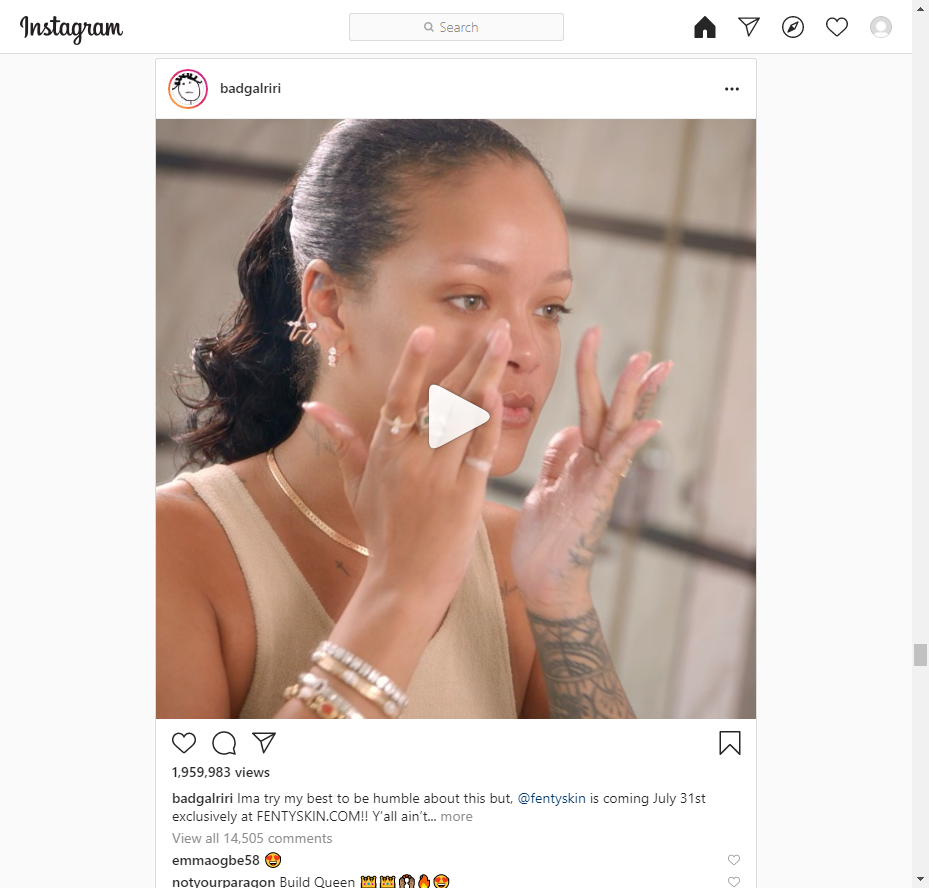 Instagram
Search
badgalriri
1,959,983 views
badgalriri Ima try my best to be humble about this but, @fentyskin is coming July 31st
exclusively at FENTYSKIN.COM!! Y'all ain't... more
View all 14,505 comments
emmaogbe58 😍
notyourparagon Build Queen 👑👑👩🏾‍🦱🔥😍